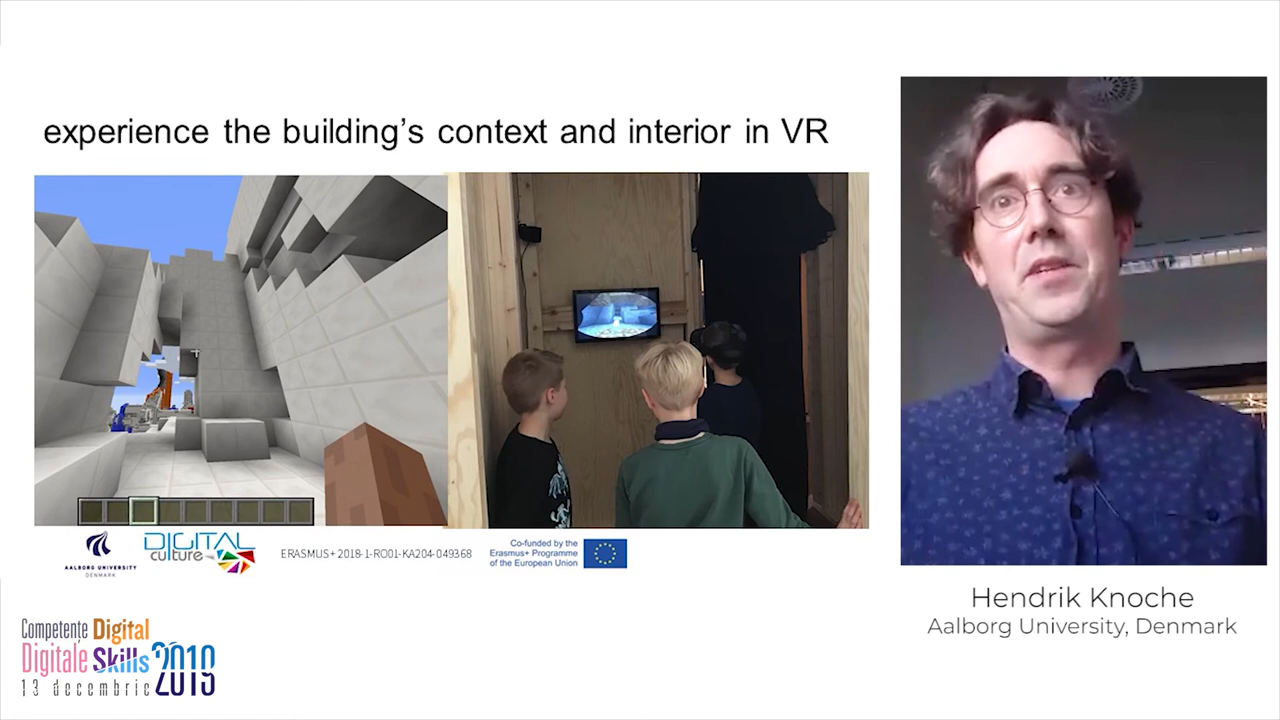 experience the building's context and interior in VR
AALBORG UNIVERSITY
DENMARK
DIGITAL
culture
ERASMUS+ 2018-1-RO01-KA204-049368
Co-funded by the
Erasmus+ Programme
of the European Union
Hendrik Knoche
Aalborg University, Denmark
Competențe Digital
Digitale Skills 2019
13 decembrie